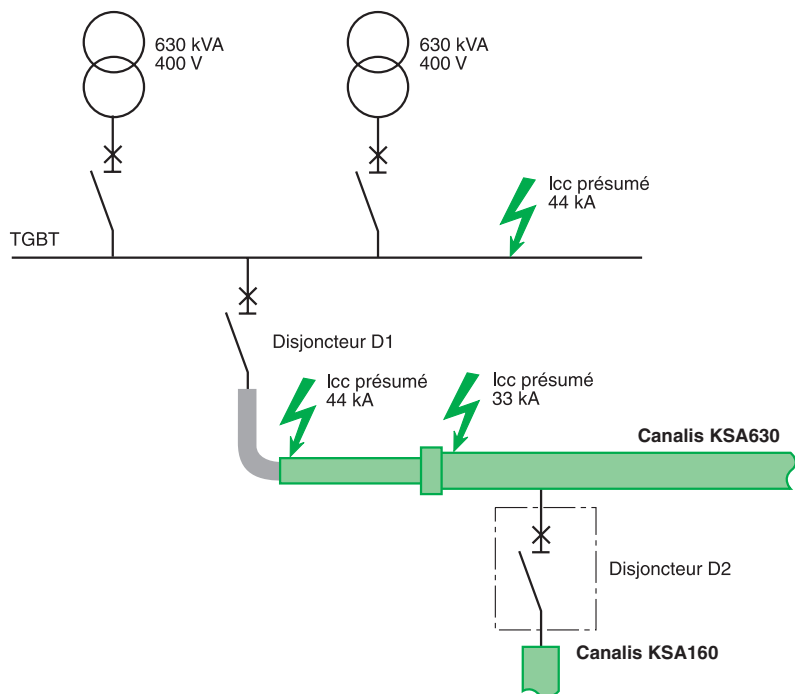 630 kVA
400 V
630 kVA
400 V
Icc présumé
44 kA
TGBT
Disjoncteur D1
Icc présumé
44 kA
Icc présumé
33 kA
Canalis KSA630
Disjoncteur D2
Canalis KSA160